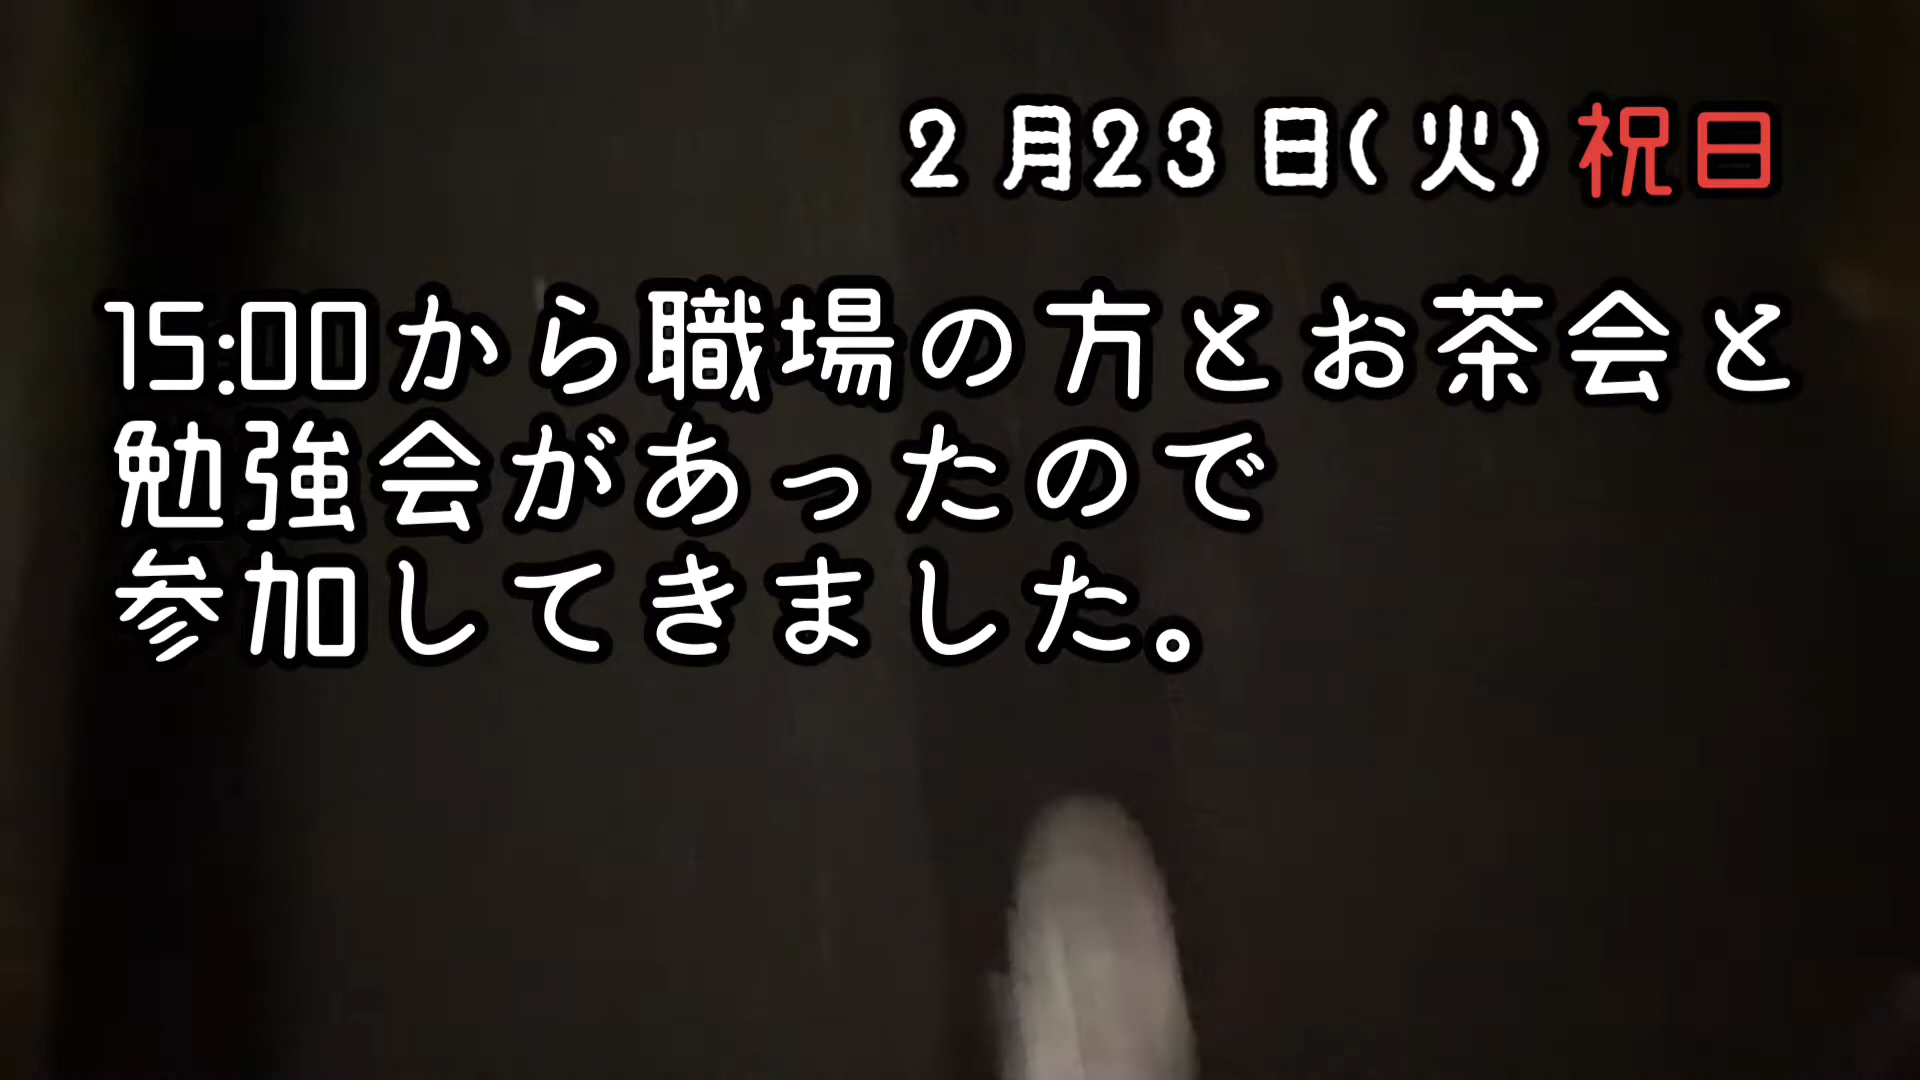 2月23日(火)祝日
15:00から職場の方とお茶会と
勉強会があったので
参加してきました。